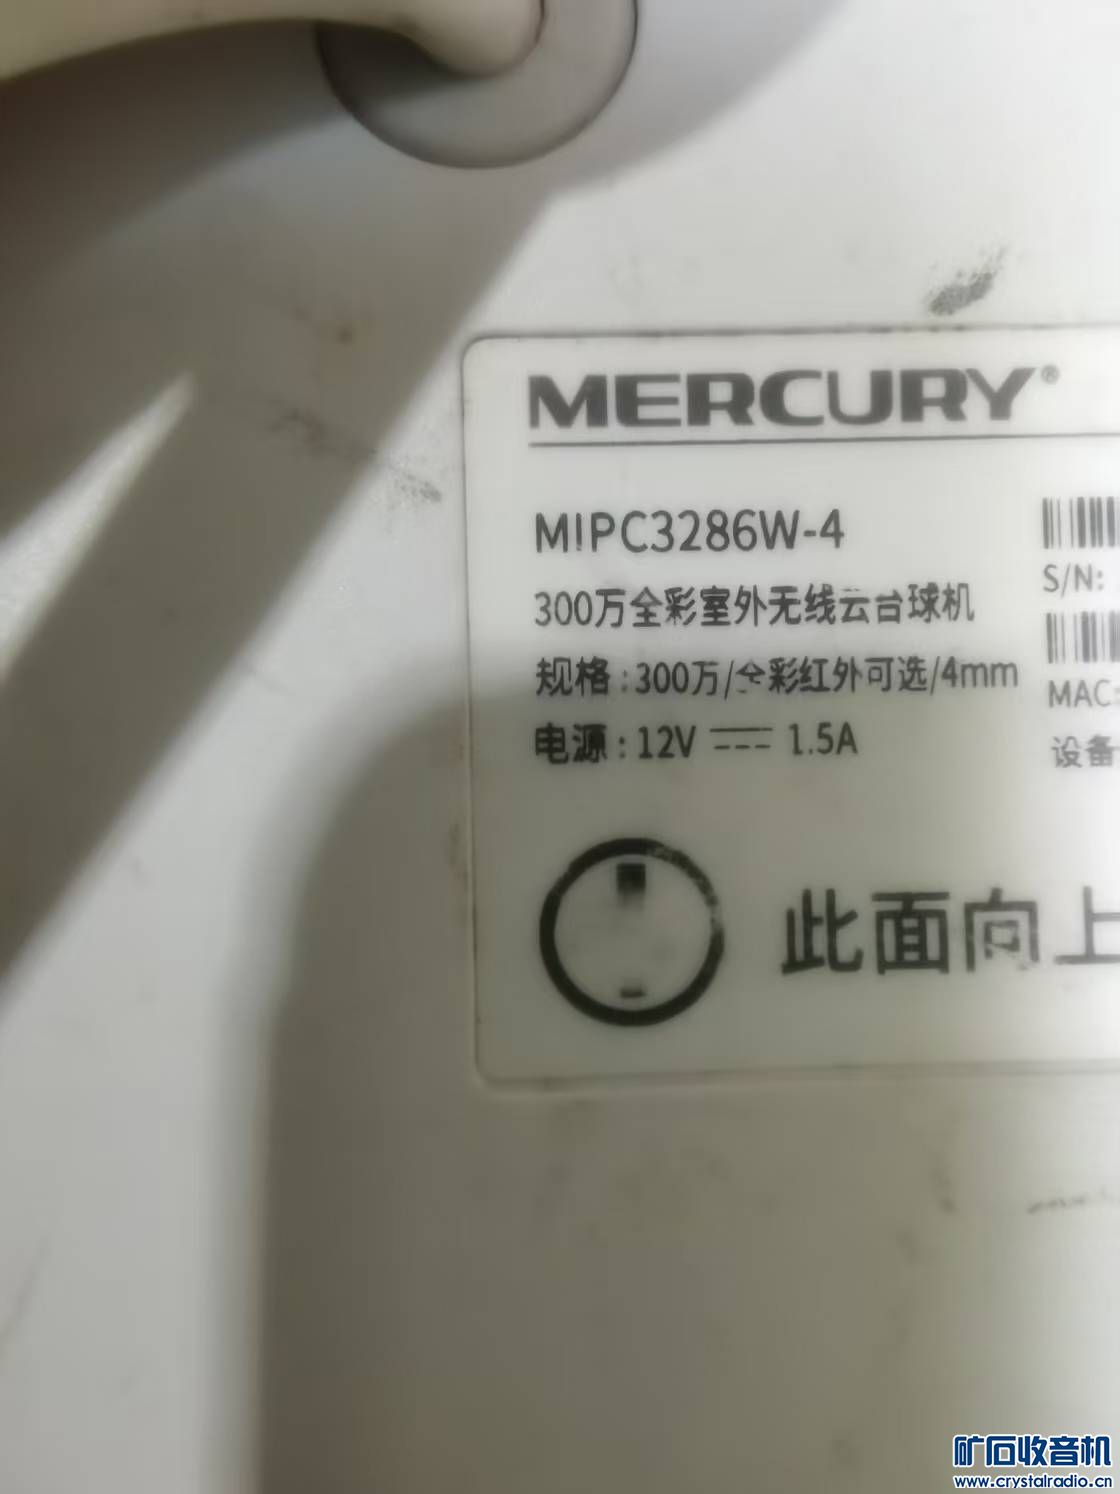 MERCURY®
MIPC3286W-4
300万全彩室外无线云台球机
规格:300万/全彩红外可选/4mm
电源:12V 1.5A
S/N:
MAC:
设备
此面向上
矿石收音机
www.crystalradio.cn